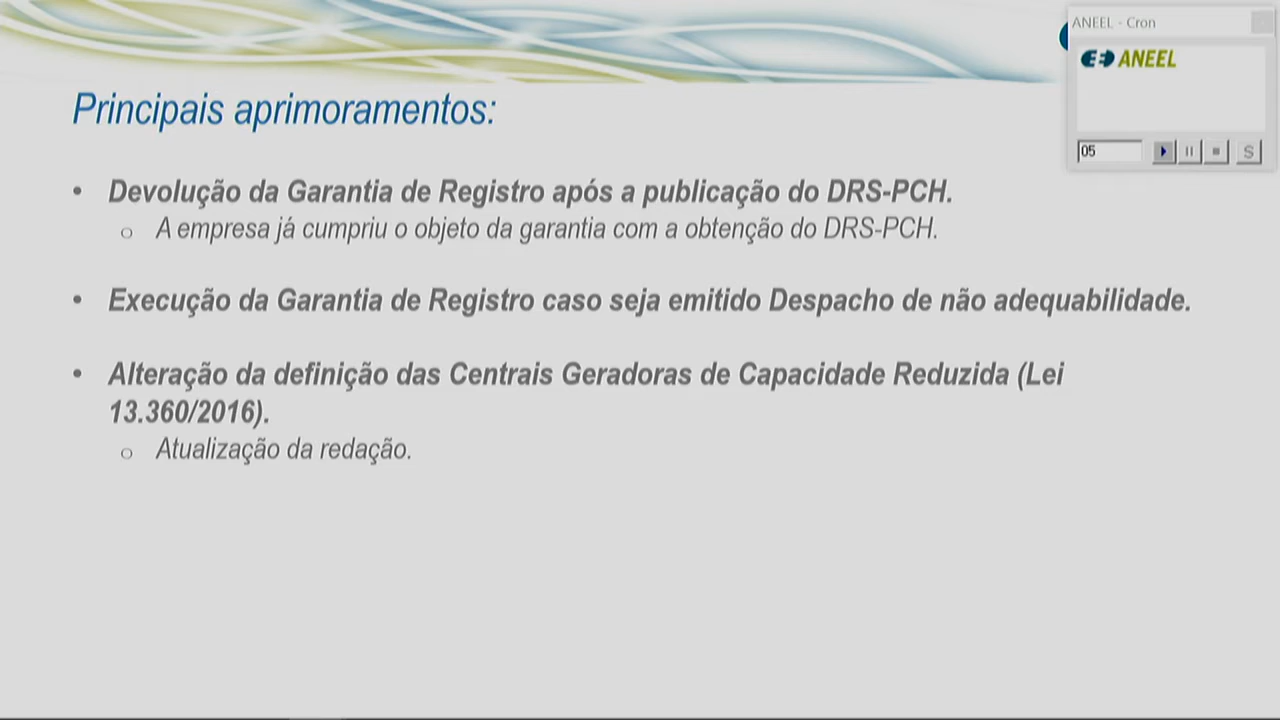 ANEEL - Cron
ANEEL
05
S
Principais aprimoramentos:
• Devolução da Garantia de Registro após a publicação do DRS-PCH.
o A empresa já cumpriu o objeto da garantia com a obtenção do DRS-PCH.
• Execução da Garantia de Registro caso seja emitido Despacho de não adequabilidade.
• Alteração da definição das Centrais Geradoras de Capacidade Reduzida (Lei
13.360/2016).
o Atualização da redação.